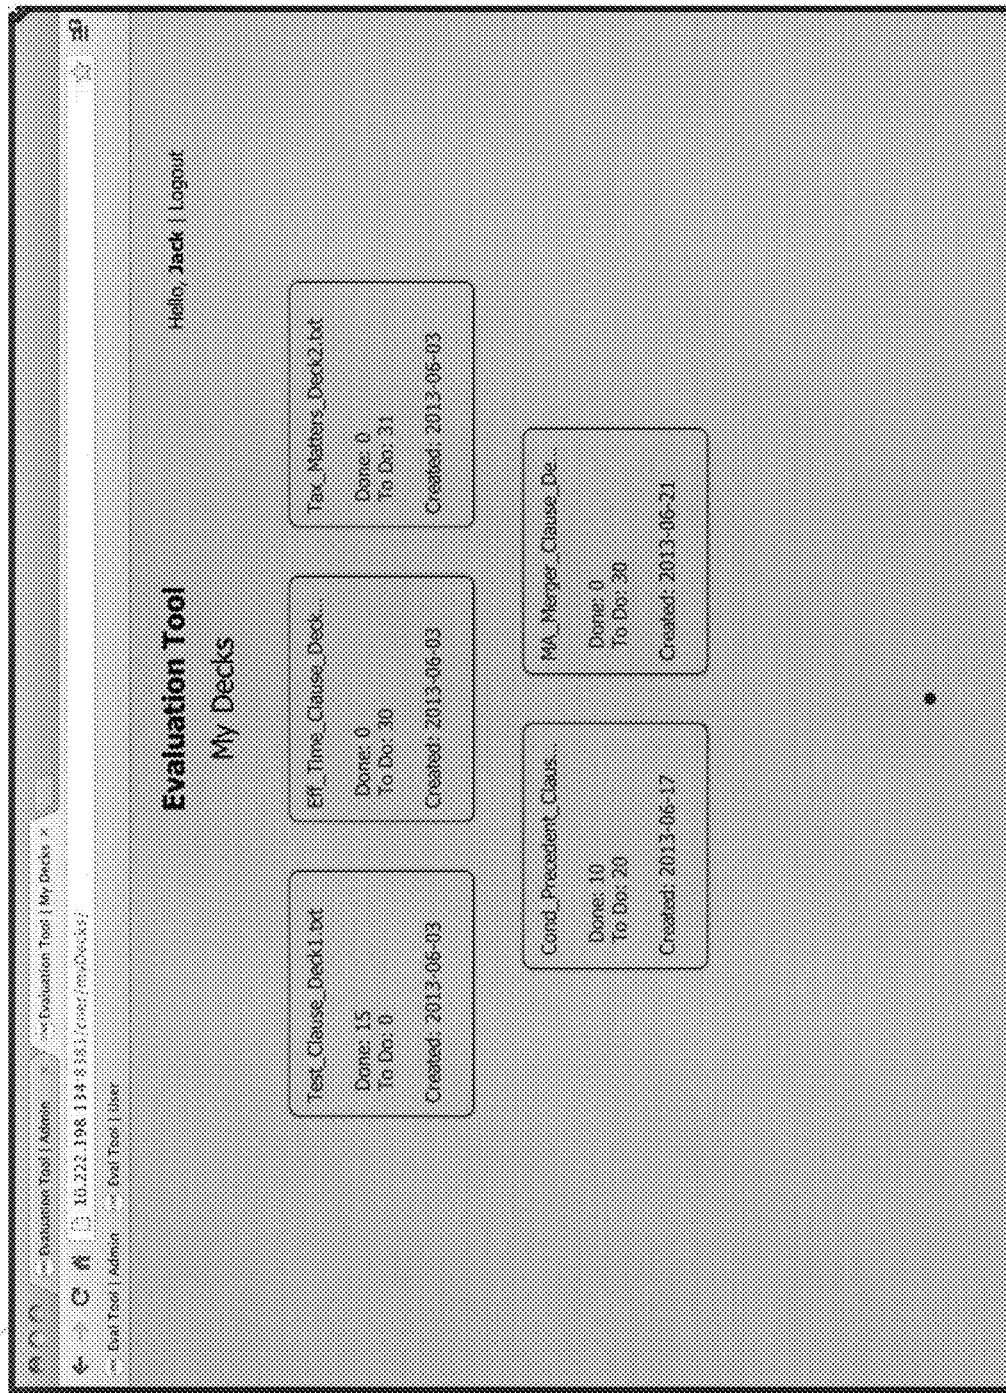 Evaluation Tool | Admin
Evaluation Tool | My Decks ×
10.222.198.134:8383/User/myDecks/
Eval Tool | Admin
Eval Tool | User
Hello, Jack | Logout
Evaluation Tool
My Decks
Test_Clause_Deck1.txt
Done: 15
To Do: 0
Created: 2013-06-03
Eff_Time_Clause_Deck...
Done: 0
To Do: 30
Created: 2013-06-03
Tax_Matters_Deck2.txt
Done: 0
To Do: 31
Created: 2013-06-03
Cond_Precedent_Claus...
Done: 10
To Do: 20
Created: 2013-06-17
MA_Merger_Clause_De...
Done: 0
To Do: 30
Created: 2013-06-21